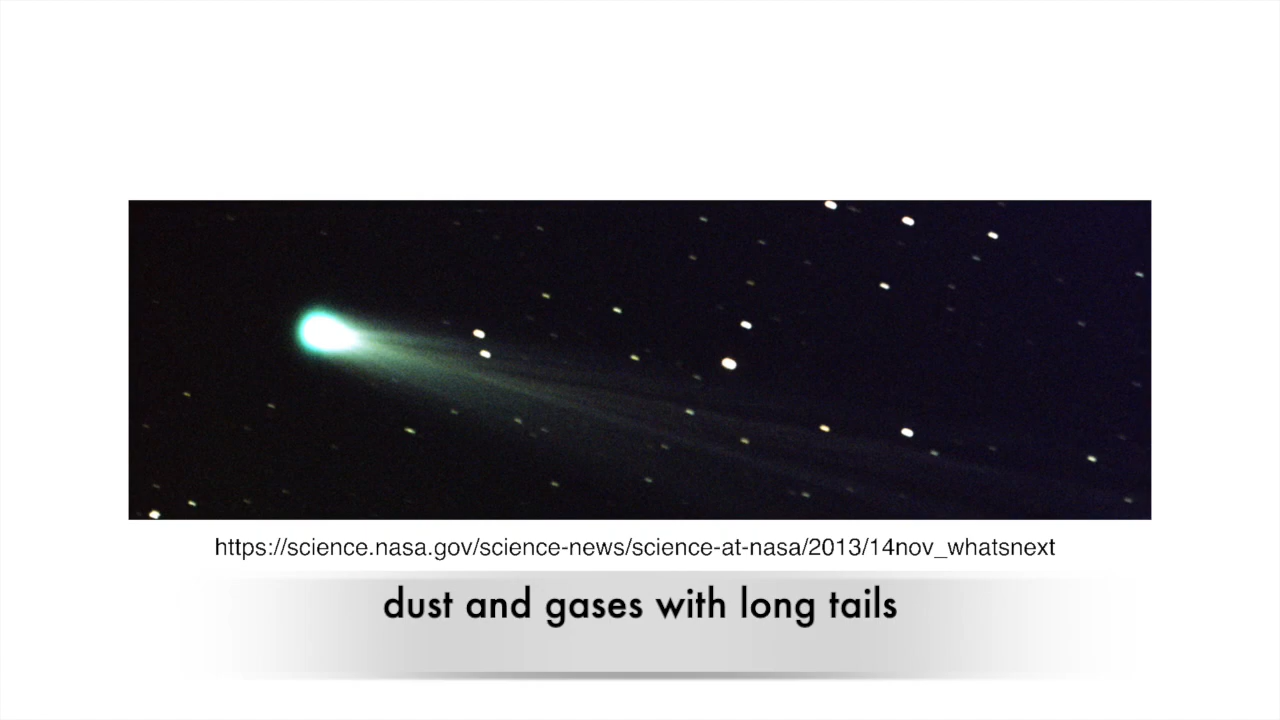 https://science.nasa.gov/science-news/science-at-nasa/2013/14nov_whatsnext
dust and gases with long tails